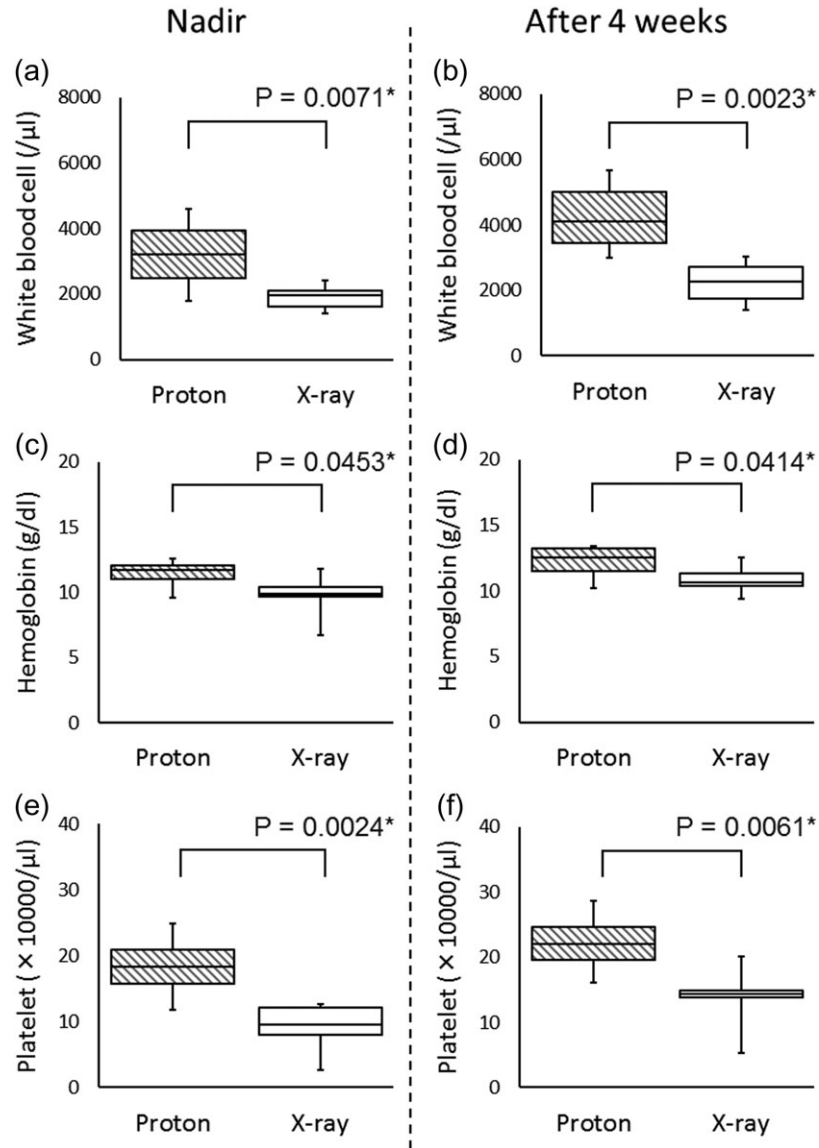 Nadir
After 4 weeks
(a)
P = 0.0071*
White blood cell (/µl)
8000
6000
4000
2000
0
Proton
X-ray
(b)
P = 0.0023*
White blood cell (/µl)
8000
6000
4000
2000
0
Proton
X-ray
(c)
P = 0.0453*
Hemoglobin (g/dl)
20
15
10
5
0
Proton
X-ray
(d)
P = 0.0414*
Hemoglobin (g/dl)
20
15
10
5
0
Proton
X-ray
(e)
P = 0.0024*
Platelet (×10000/µl)
40
30
20
10
0
Proton
X-ray
(f)
P = 0.0061*
Platelet (×10000/µl)
40
30
20
10
0
Proton
X-ray